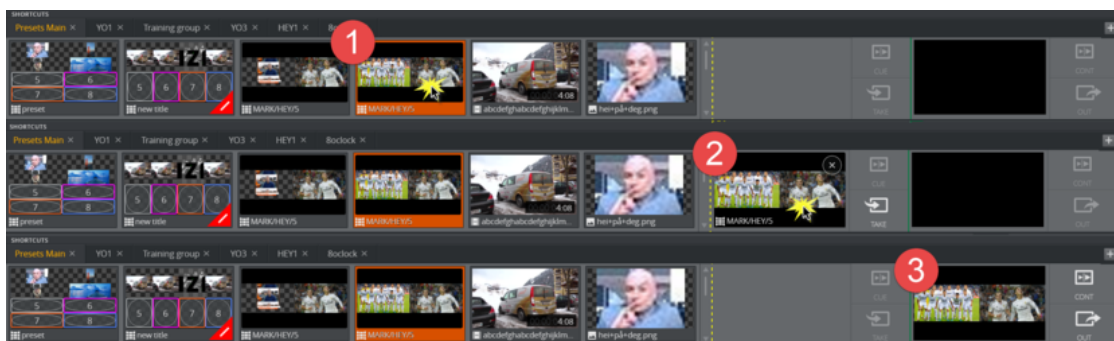 SHORTCUTS
Presets Main × YO1 × Training group × YO3 × HEY1 ×
1
IZI
5 6 5 6 7 8 4:08 CUE CONT
7 8
preset new title MARK/HEY/5 MARK/HEY/5 abcdefghabcdefghijklm... hei+på+deg.png TAKE OUT
SHORTCUTS
Presets Main × YO1 × Training group × YO3 × HEY1 × Boclock ×
2
IZI
5 6 5 6 7 8 4:08 CUE CONT
7 8
preset new title MARK/HEY/5 MARK/HEY/5 abcdefghabcdefghijklm... hei+på+deg.png MARK/HEY/5 TAKE OUT
SHORTCUTS
Presets Main × YO1 × Training group × YO3 × HEY1 × Boclock ×
3
IZI
5 6 5 6 7 8 4:08 CUE CONT
7 8
preset new title MARK/HEY/5 MARK/HEY/5 abcdefghabcdefghijklm... hei+på+deg.png TAKE OUT